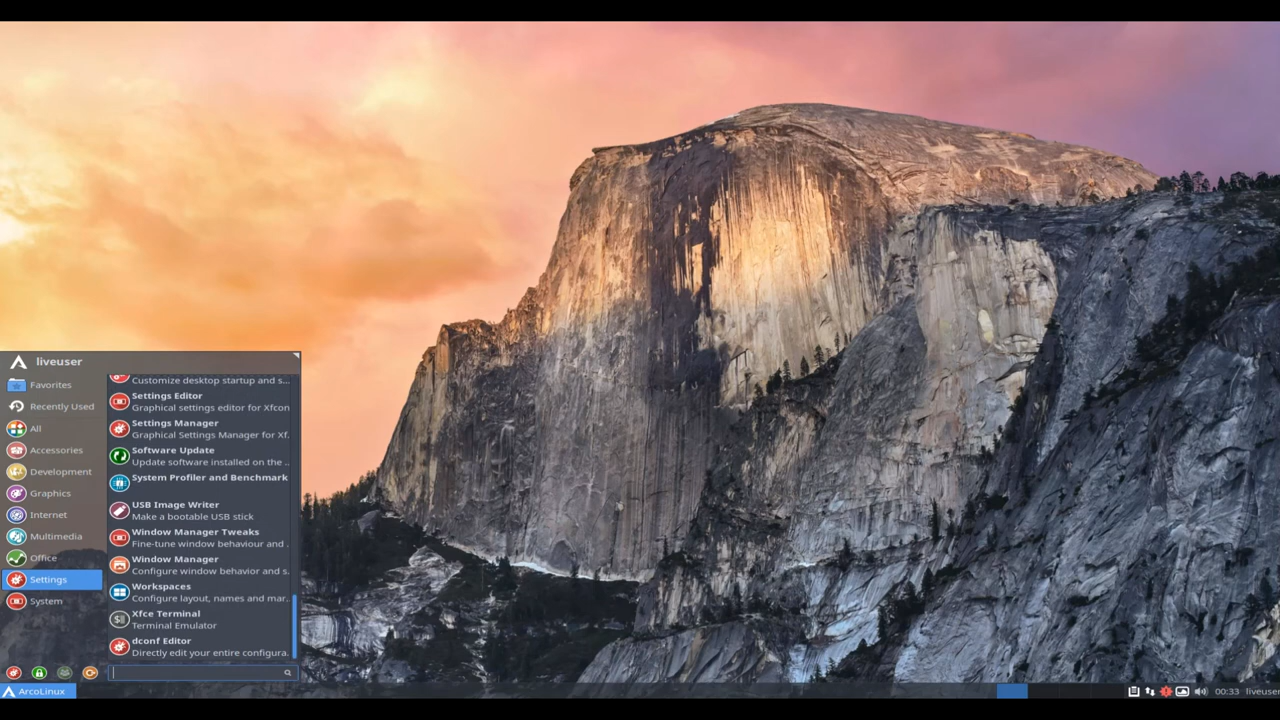 liveuser
Favorites
Recently Used
All
Accessories
Development
Graphics
Internet
Multimedia
Office
Settings
System
Customize desktop startup and s...
Settings Editor
Graphical settings editor for Xfcon
Settings Manager
Graphical Settings Manager for Xf.
Software Update
Update software installed on the ..
System Profiler and Benchmark
USB Image Writer
Make a bootable USB stick
Window Manager Tweaks
Fine-tune window behaviour and .
Window Manager
Configure window behavior and s.
Workspaces
Configure layout, names and mar..
Xfce Terminal
Terminal Emulator
dconf Editor
Directly edit your entire configura.
ArcoLinux
00:33 liveuser